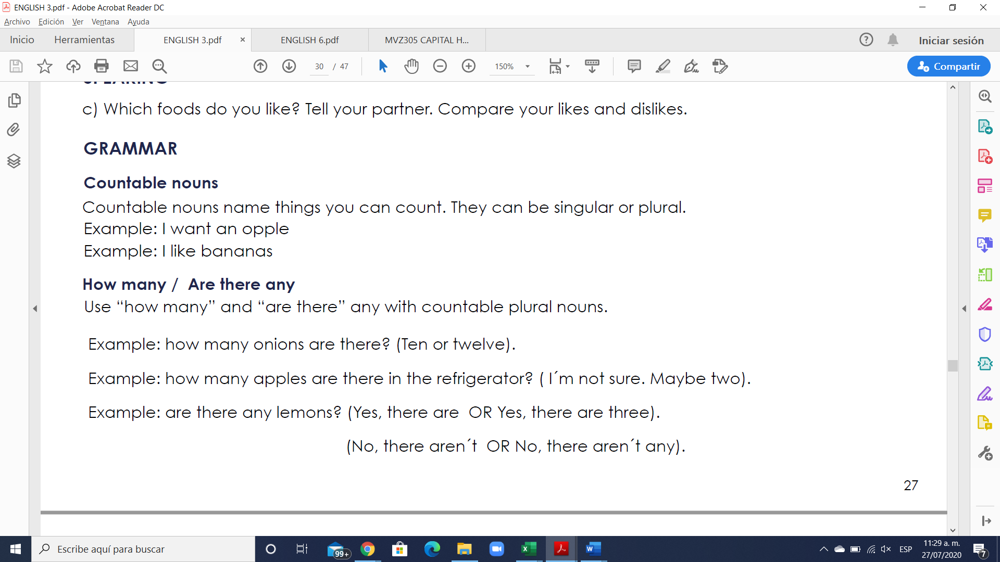 ENGLISH 3.pdf - Adobe Acrobat Reader DC
Archivo Edición Ver Ventana Ayuda
Inicio Herramientas ENGLISH 3.pdf × ENGLISH 6.pdf MVZ305 CAPITAL H... Iniciar sesión
30 / 47 150% Compartir
SPEAKING
c) Which foods do you like? Tell your partner. Compare your likes and dislikes.
GRAMMAR
Countable nouns
Countable nouns name things you can count. They can be singular or plural.
Example: I want an opple
Example: I like bananas
How many / Are there any
Use “how many” and “are there” any with countable plural nouns.
Example: how many onions are there? (Ten or twelve).
Example: how many apples are there in the refrigerator? ( I´m not sure. Maybe two).
Example: are there any lemons? (Yes, there are OR Yes, there are three).
(No, there aren´t OR No, there aren´t any).
27
Escribe aquí para buscar 99+ ESP 11:29 a. m.
27/07/2020 7